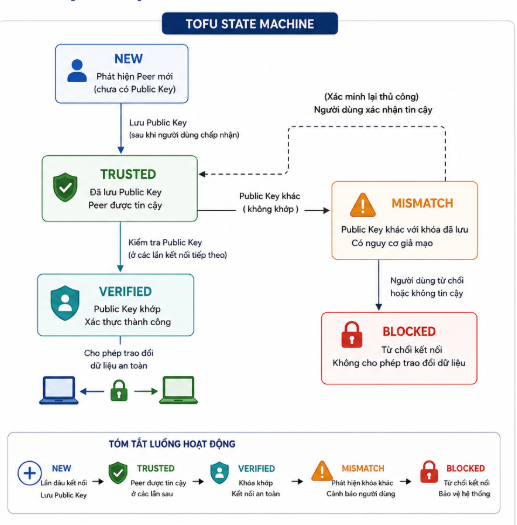 TOFU STATE MACHINE
NEW
Phát hiện Peer mới
(chưa có Public Key)
Lưu Public Key
(sau khi người dùng chấp nhận)
(Xác minh lại thủ công)
Người dùng xác nhận tin cậy
TRUSTED
Đã lưu Public Key
Peer được tin cậy
Public Key khác
( không khớp )
MISMATCH
Public Key khác với khóa đã lưu
Có nguy cơ giả mạo
Kiểm tra Public Key
(ở các lần kết nối tiếp theo)
VERIFIED
Public Key khớp
Xác thực thành công
Người dùng từ chối
hoặc không tin cậy
BLOCKED
Từ chối kết nối
Không cho phép trao đổi dữ liệu
Cho phép trao đổi
dữ liệu an toàn
TÓM TẮT LUỒNG HOẠT ĐỘNG
NEW
Lần đầu kết nối
Lưu Public Key
TRUSTED
Peer được tin cậy
ở các lần sau
VERIFIED
Khóa khớp
Kết nối an toàn
MISMATCH
Phát hiện khóa khác
Cảnh báo người dùng
BLOCKED
Từ chối kết nối
Bảo vệ hệ thống